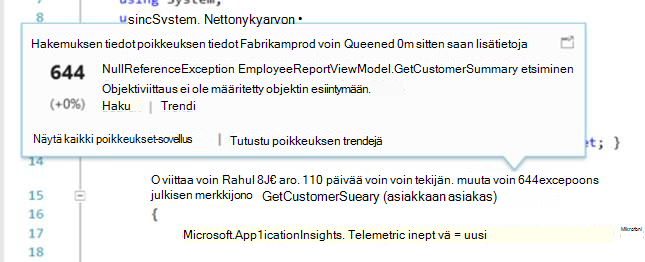 using System;
8 usincSvstem. Nettonykyarvon •
Hakemuksen tiedot poikkeuksen tiedot Fabrikamprod voin Queened 0m sitten saan lisätietoja
644 NullReferenceException EmployeeReportViewModel.GetCustomerSummary etsiminen
Objektiviittaus ei ole määritetty objektin esiintymään.
(+0%) Haku | Trendi
Näytä kaikki poikkeukset-sovellus | Tutustu poikkeuksen trendejä
et; }
14
O viittaa voin Rahul 8J€ aro. 110 päivää voin voin tekijän. muuta voin 644excepoons
15 julkisen merkkijono GetCustomerSueary (asiakkaan asiakas)
16 {
17 Microsoft.App1icationInsights. Telemetric inept vä = uusi
18